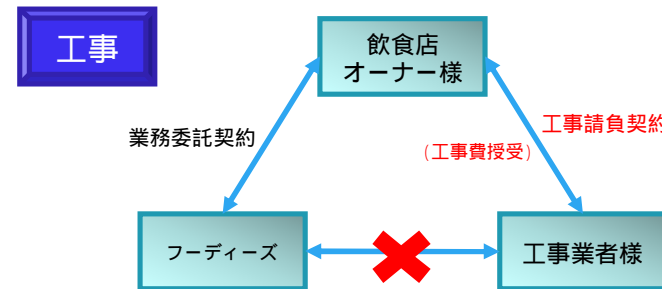 工事
飲食店
オーナー様
業務委託契約
工事請負契約
(工事費授受)
フーディーズ
工事業者様